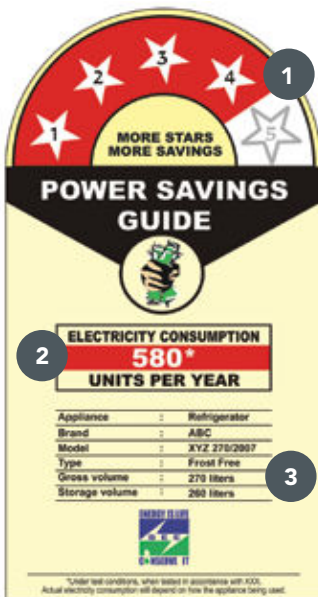 1 2 3 4 5
1
MORE STARS
MORE SAVINGS
POWER SAVINGS
GUIDE
ELECTRICITY CONSUMPTION
2
580*
UNITS PER YEAR
Appliance : Refrigerator
Brand : ABC
Model : XYZ 270/2007
Type : Frost Free
Gross volume : 270 liters
3
Storage volume : 260 liters
ENERGY IS LIFE
BEE
CONSERVE IT
*Under test conditions, when tested in accordance with XXX.
Actual electricity consumption will depend on how the appliance being used.